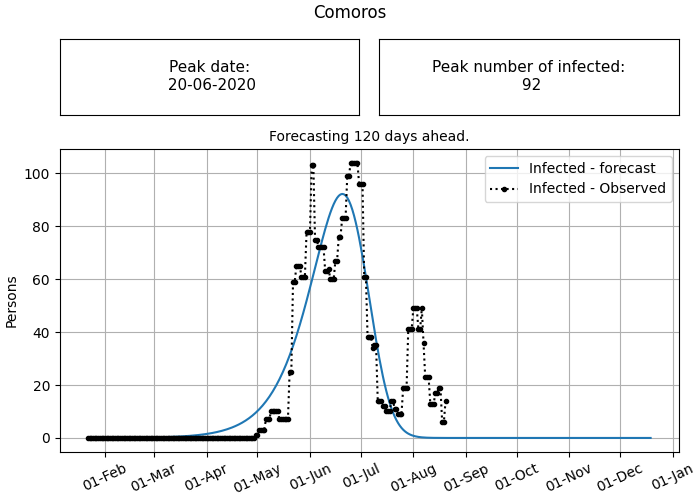 Comoros
Peak date:
20-06-2020
Peak number of infected:
92
Forecasting 120 days ahead.
Infected - forecast
Infected - Observed
Persons
100
80
60
40
20
0
01-Feb
01-Mar
01-Apr
01-May
01-Jun
01-Jul
01-Aug
01-Sep
01-Oct
01-Nov
01-Dec
01-Jan